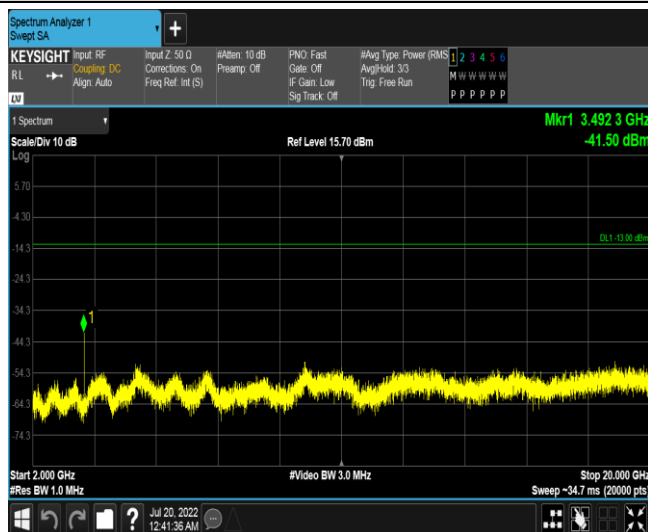 Spectrum Analyzer 1
Swept SA
KEYSIGHT Input: RF Input Z: 50 Ω #Atten: 10 dB PNO: Fast #Avg Type: Power (RMS 1 2 3 4 5 6
RL Coupling: DC Corrections: On Preamp: Off Gate: Off Avg|Hold: 3/3 M W W W W W
Align: Auto Freq Ref: Int (S) IF Gain: Low Trig: Free Run
Sig Track: Off P P P P P P
LXI
1 Spectrum Mkr1 3.492 3 GHz
Scale/Div 10 dB Ref Level 15.70 dBm -41.50 dBm
Log
5.70
-4.30
DL1 -13.00 dBm
-14.3
-24.3
-34.3
1
-44.3
-54.3
-64.3
-74.3
Start 2.000 GHz #Video BW 3.0 MHz Stop 20.000 GHz
#Res BW 1.0 MHz Sweep ~34.7 ms (20000 pts)
? Jul 20, 2022
12:41:36 AM